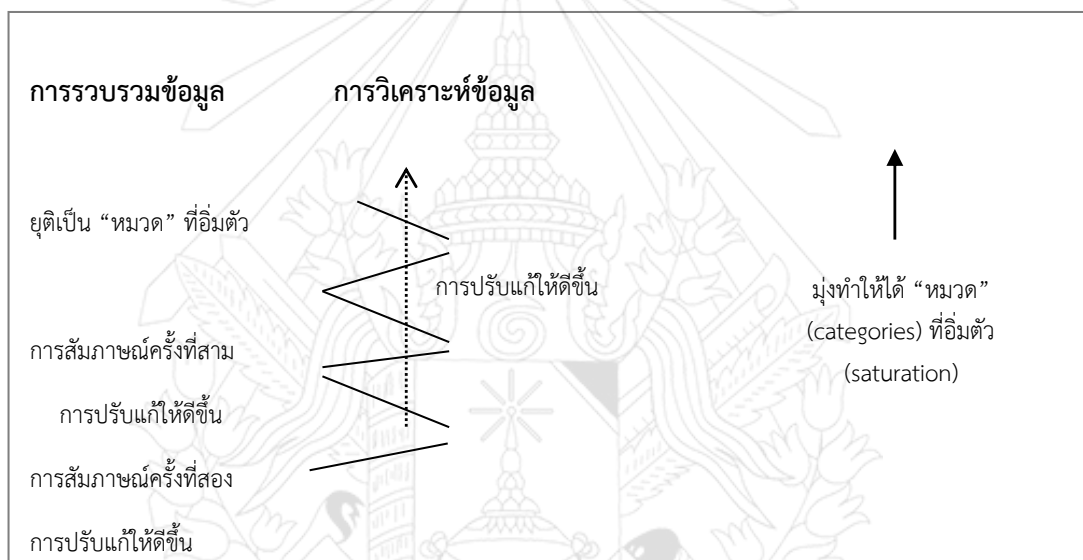 การรวบรวมข้อมูล การวิเคราะห์ข้อมูล
ยุติเป็น “หมวด” ที่อิ่มตัว
การปรับแก้ให้ดีขึ้น
มุ่งทำให้ได้ “หมวด”
(categories) ที่อิ่มตัว
(saturation)
การสัมภาษณ์ครั้งที่สาม
การปรับแก้ให้ดีขึ้น
การสัมภาษณ์ครั้งที่สอง
การปรับแก้ให้ดีขึ้น